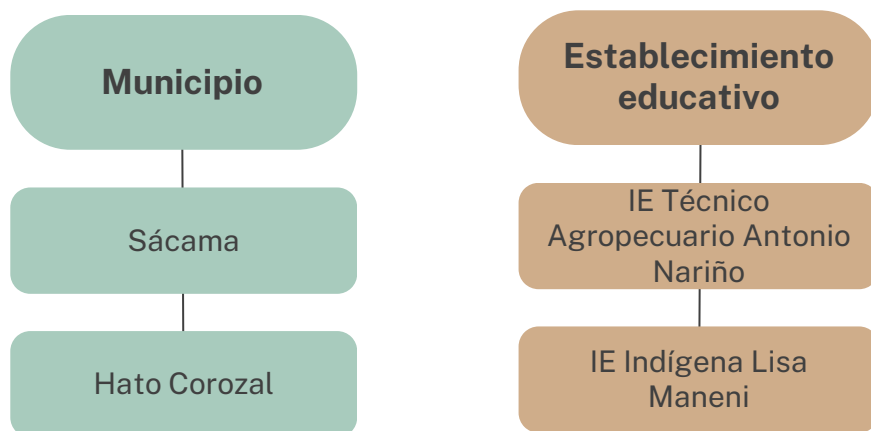 Municipio
Sácama
Hato Corozal
Establecimiento
educativo
IE Técnico
Agropecuario Antonio
Nariño
IE Indígena Lisa
Maneni